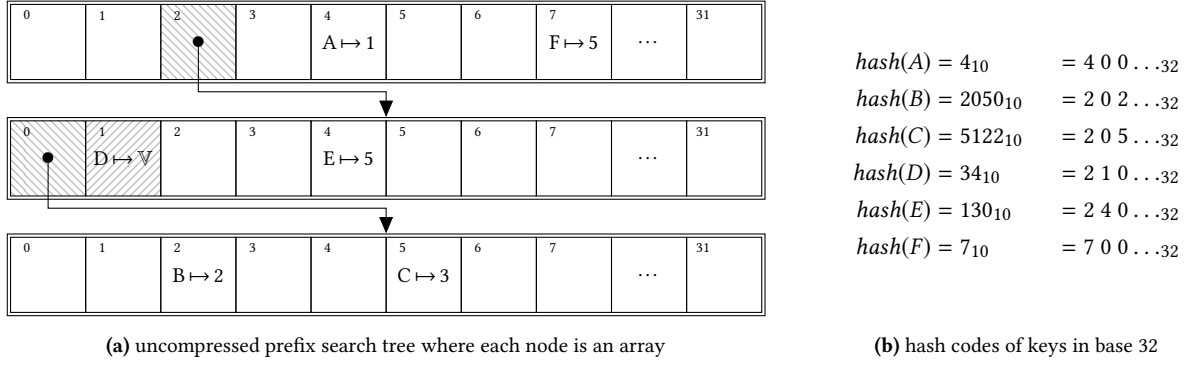 0 1 2 3 4 5 6 7 31
A ↦ 1 F ↦ 5 ...
0 1 2 3 4 5 6 7 31
D ↦ 𝕍 E ↦ 5 ...
0 1 2 3 4 5 6 7 31
B ↦ 2 C ↦ 3 ...
(a) uncompressed prefix search tree where each node is an array
hash(A) = 4₁₀ = 4 0 0 . . .₃₂
hash(B) = 2050₁₀ = 2 0 2 . . .₃₂
hash(C) = 5122₁₀ = 2 0 5 . . .₃₂
hash(D) = 34₁₀ = 2 1 0 . . .₃₂
hash(E) = 130₁₀ = 2 4 0 . . .₃₂
hash(F) = 7₁₀ = 7 0 0 . . .₃₂
(b) hash codes of keys in base 32